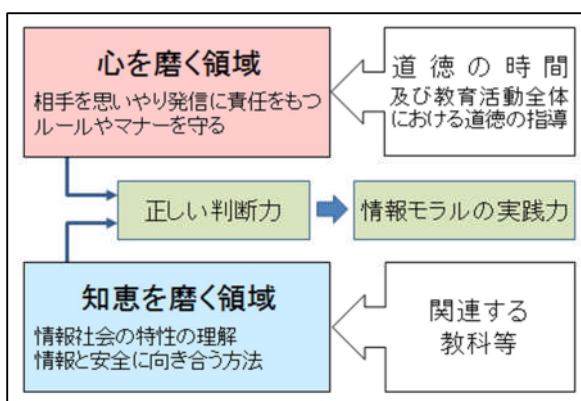 心を磨く領域
相手を思いやり発信に責任をもつ
ルールやマナーを守る
道徳の時間
及び教育活動全体
における道徳の指導
正しい判断力
情報モラルの実践力
知恵を磨く領域
情報社会の特性の理解
情報と安全に向き合う方法
関連する
教科等